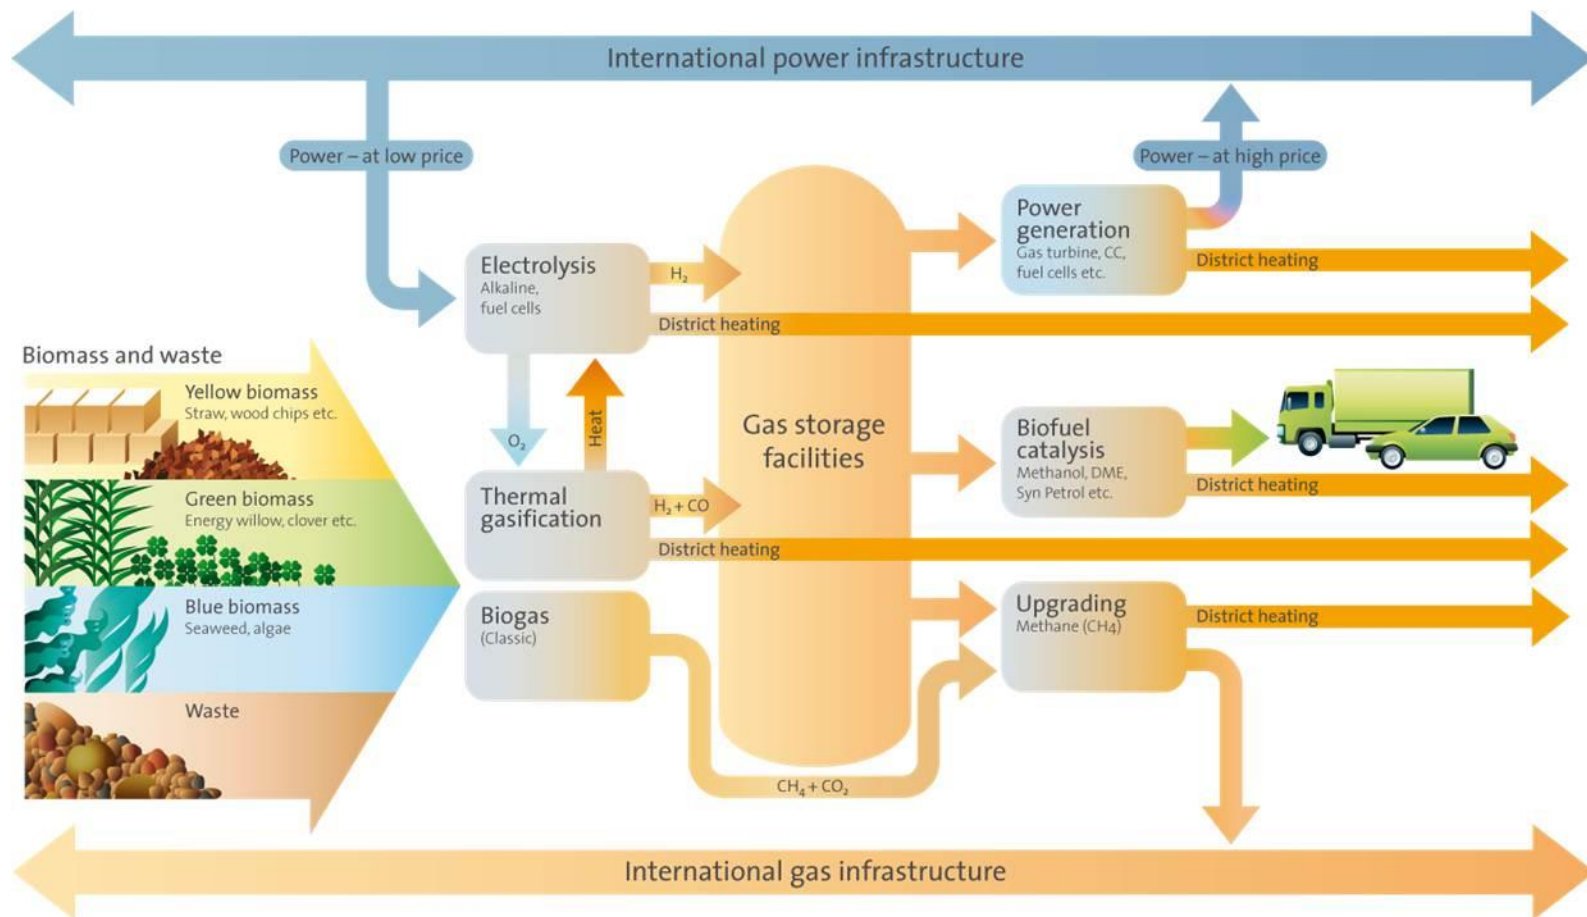 International power infrastructure
Power – at low price
Power – at high price
Power
generation
Gas turbine, CC,
fuel cells etc.
District heating
Electrolysis
Alkaline,
fuel cells
H₂
District heating
Biomass and waste
Yellow biomass
Straw, wood chips etc.
O₂
Heat
Gas storage
facilities
Biofuel
catalysis
Methanol, DME,
Syn Petrol etc.
District heating
Green biomass
Energy willow, clover etc.
Thermal
gasification
H₂ + CO
District heating
Blue biomass
Seaweed, algae
Biogas
(Classic)
Upgrading
Methane (CH4)
District heating
Waste
CH₄ + CO₂
International gas infrastructure